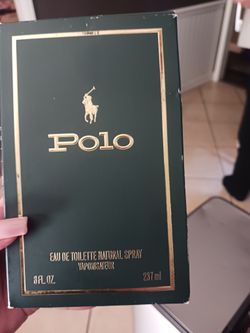 Polo
EAU DE TOILETTE NATURAL SPRAY
VAPORISATEUR
8 FL. OZ. 237 ml